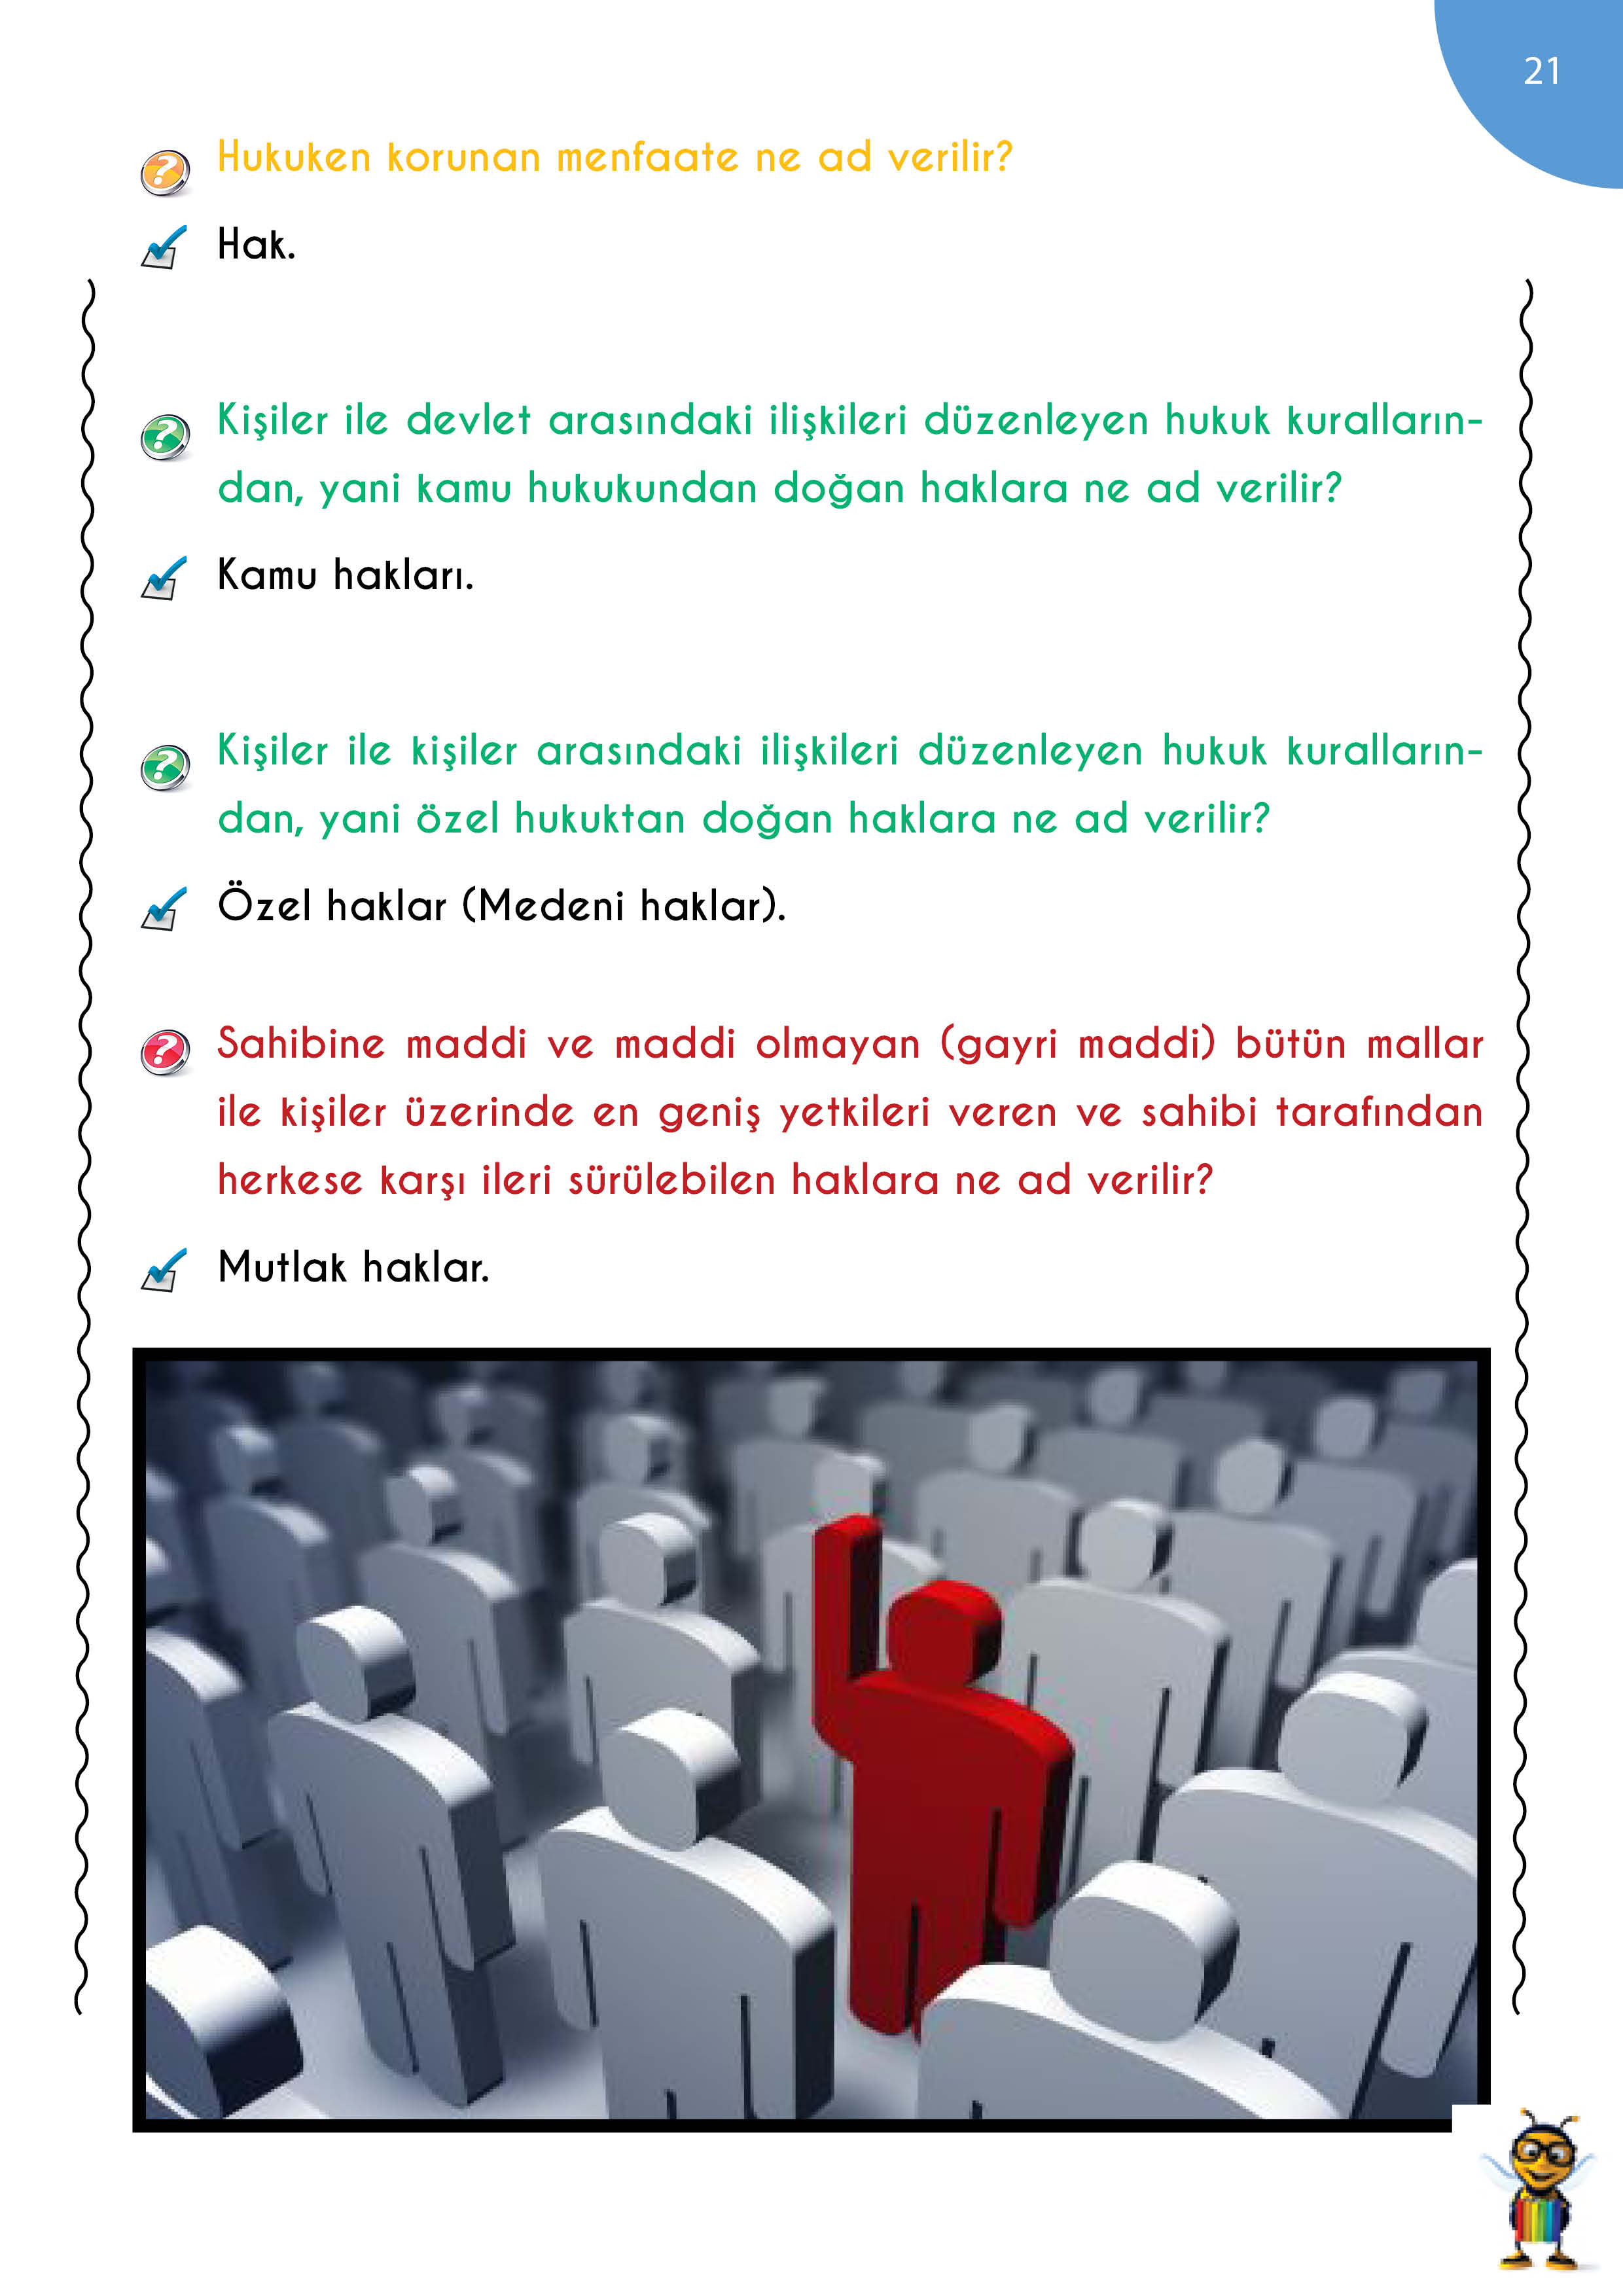 21
Hukuken korunan menfaate ne ad verilir?
Hak.
Kişiler ile devlet arasındaki ilişkileri düzenleyen hukuk kuralların-
dan, yani kamu hukukundan doğan haklara ne ad verilir?
Kamu hakları.
Kişiler ile kişiler arasındaki ilişkileri düzenleyen hukuk kuralların-
dan, yani özel hukuktan doğan haklara ne ad verilir?
Özel haklar (Medeni haklar).
Sahibine maddi ve maddi olmayan (gayri maddi) bütün mallar
ile kişiler üzerinde en geniş yetkileri veren ve sahibi tarafından
herkese karşı ileri sürülebilen haklara ne ad verilir?
Mutlak haklar.